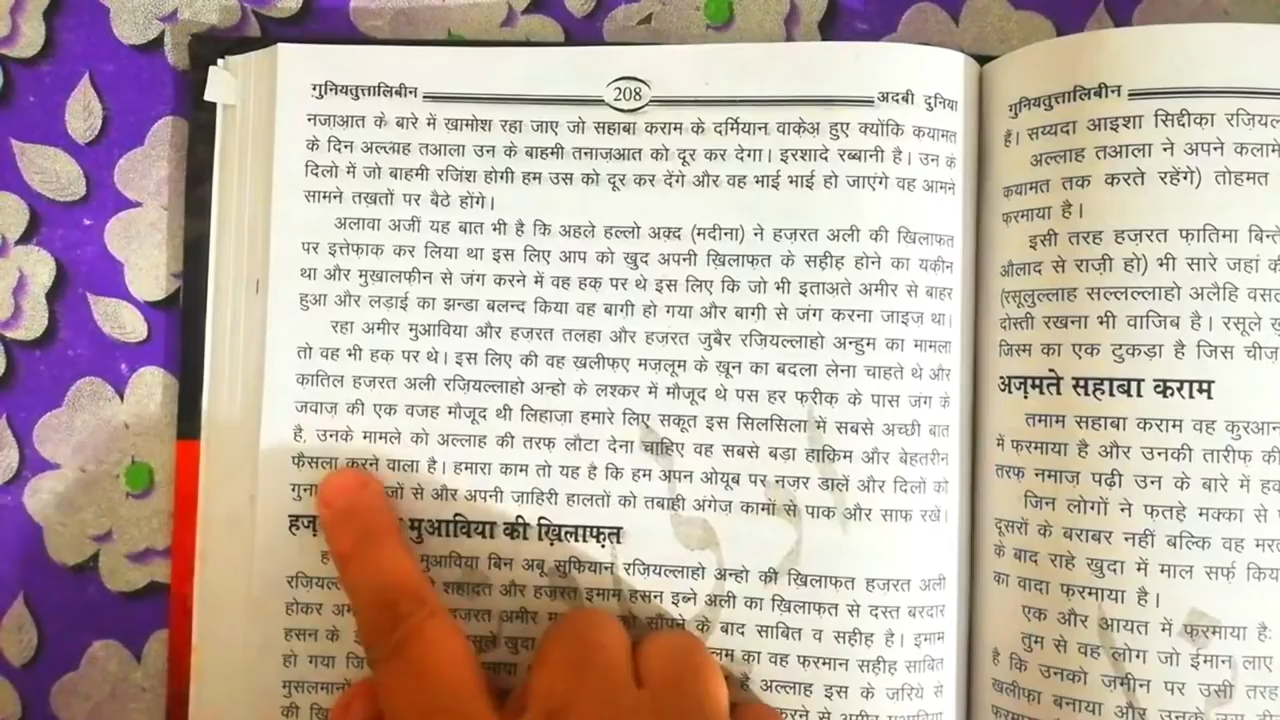 गुनियतुत्तालिबीन
208
अदबी दुनिया
नज़ाआत के बारे में ख़ामोश रहा जाए जो सहाबा कराम के दर्मियान वाक़ेअ़ हुए क्योंकि कयामत
के दिन अल्लाह तआला उन के बाहमी तनाज़आत को दूर कर देगा। इरशादे रब्बानी है। उन के
दिलों में जो बाहमी रजिंश होगी हम उस को दूर कर देंगे और वह भाई भाई हो जाएंगे वह आमने
सामने तख़तों पर बैठे होंगे।
अलावा अजीं यह बात भी है कि अहले हल्लो अक़्द (मदीना) ने हज़रत अली की ख़िलाफत
पर इत्तेफ़ाक़ कर लिया था इस लिए आप को खुद अपनी ख़िलाफ़त के सह़ीह़ होने का यक़ीन
था और मुख़ालफ़ीन से जंग करने में वह हक़ पर थे इस लिए कि जो भी इताअ़ते अमीर से बाहर
हुआ और लड़ाई का झन्डा बलन्द किया वह बाग़ी हो गया और बाग़ी से जंग करना जाइज़ था।
रहा अमीर मुआविया और हज़रत तलहा और हज़रत जुबैर रज़ियल्लाहो अन्हुम का मामला
तो वह भी हक़ पर थे। इस लिए की वह खलीफ़ए मज़लूम के ख़ून का बदला लेना चाहते थे और
क़ातिल हज़रत अली रज़ियल्लाहो अन्हो के लश्कर में मौजूद थे पस हर फ़रीक़ के पास जंग के
जवाज़ की एक वजह मौजूद थी लिहाज़ा हमारे लिए सकूत इस सिलसिला में सबसे अच्छी बात
है, उनके मामले को अल्लाह की तरफ़ लौटा देना चाहिए वह सबसे बड़ा हाकिम और बेहतरीन
फ़ैसला करने वाला है। हमारा काम तो यह है कि हम अपन ओयूब पर नज़र डालें और दिलों को
जों से और अपनी ज़ाहिरी हालतों को तबाही अंगेज़ कामों से पाक और साफ रखें।
मुआविया की ख़िलाफ़त
मुआविया बिन अबू सुफियान रज़ियल्लाहो अन्हो की ख़िलाफत हज़रत अली
शहादत और हज़रत इमाम हसन इब्ने अली का ख़िलाफ़त से दस्त बरदार
होकर हज़रत अमीर सौंपने के बाद साबित व सहीह है। इमाम
हसन के खुदा का वह फ़रमान सहीह साबित
हो गया है अल्लाह इस के जरिये से
मुसलमानों
की
गुनियतुत्तालिबीन
हैं। सय्यदा आइशा सिद्दीक़ा
अल्लाह तआला ने अपने
क़यामत तक करते रहेंगे) तोहमत
फ़रमाया है।
इसी तरह हज़रत फ़ातिमा
औलाद से राज़ी हो) भी सारे जहां
(रसूलुल्लाह सल्लल्लाहो अलैहि
दोस्ती रखना भी वाजिब है। रसूले
जिस्म का एक टुकड़ा है जिस चीज़
अज़मते सहाबा कराम
तमाम सहाबा कराम वह
में फ़रमाया है और उनकी तारीफ़
तरफ़ नमाज़ पढ़ी उन के बारे में
जिन लोगों ने फ़तहे मक्का से
दूसरों के बराबर नहीं बल्कि वह
के बाद राहे ख़ुदा में माल सर्फ़
का वादा फ़रमाया है।
एक और आयत में फ़रमाया है:
तुम से वह लोग जो ईमान लाए
है कि उनको ज़मीन पर उसी तरह
ख़लीफ़ा बनाया और उनके